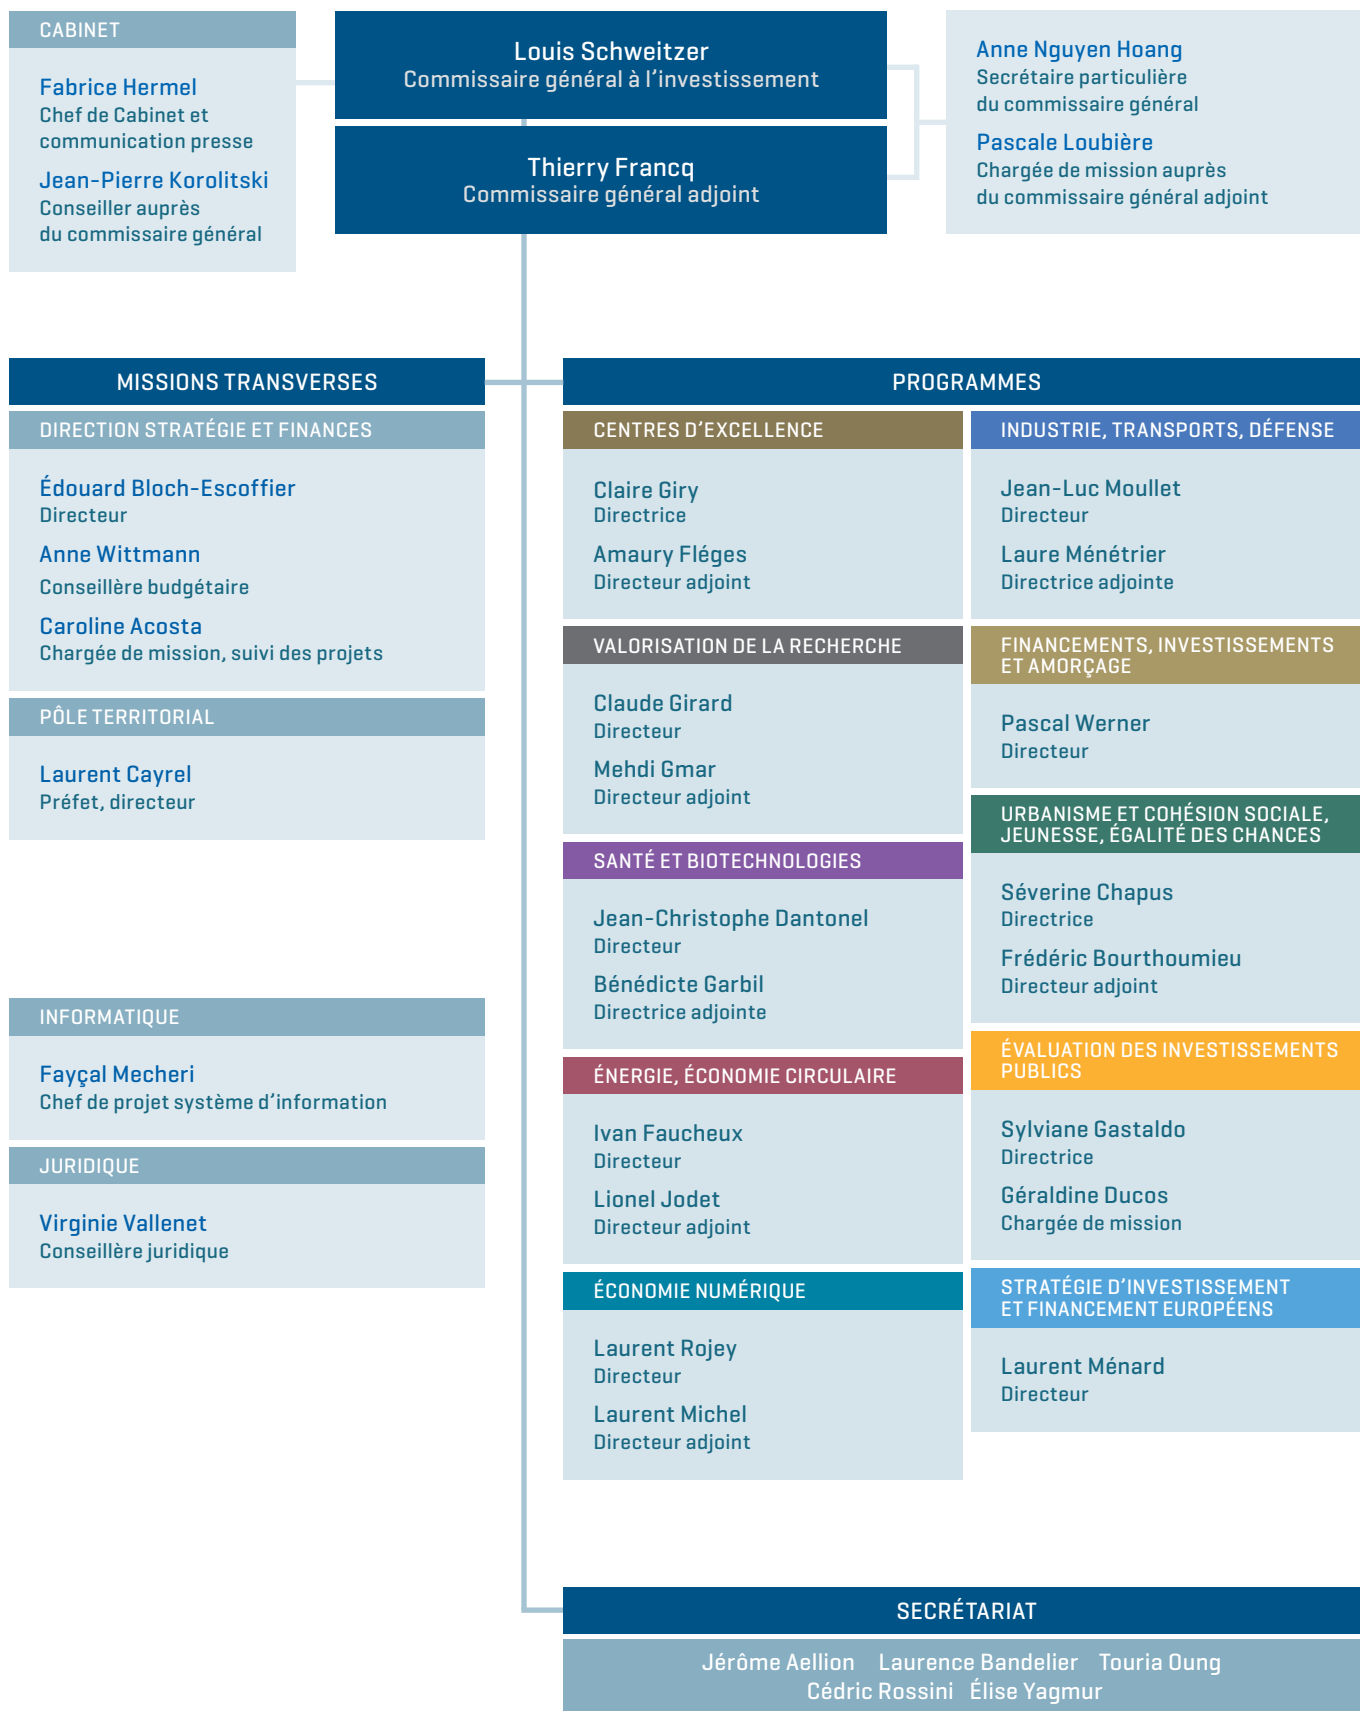 CABINET
Fabrice Hermel
Chef de Cabinet et
communication presse
Jean-Pierre Korolitski
Conseiller auprès
du commissaire général
Louis Schweitzer
Commissaire général à l’investissement
Thierry Francq
Commissaire général adjoint
Anne Nguyen Hoang
Secrétaire particulière
du commissaire général
Pascale Loubière
Chargée de mission auprès
du commissaire général adjoint
MISSIONS TRANSVERSES
DIRECTION STRATÉGIE ET FINANCES
Édouard Bloch-Escoffier
Directeur
Anne Wittmann
Conseillère budgétaire
Caroline Acosta
Chargée de mission, suivi des projets
PÔLE TERRITORIAL
Laurent Cayrel
Préfet, directeur
INFORMATIQUE
Fayçal Mecheri
Chef de projet système d’information
JURIDIQUE
Virginie Vallenet
Conseillère juridique
PROGRAMMES
CENTRES D’EXCELLENCE
Claire Giry
Directrice
Amaury Fléges
Directeur adjoint
VALORISATION DE LA RECHERCHE
Claude Girard
Directeur
Mehdi Gmar
Directeur adjoint
SANTÉ ET BIOTECHNOLOGIES
Jean-Christophe Dantonel
Directeur
Bénédicte Garbil
Directrice adjointe
ÉNERGIE, ÉCONOMIE CIRCULAIRE
Ivan Faucheux
Directeur
Lionel Jodet
Directeur adjoint
ÉCONOMIE NUMÉRIQUE
Laurent Rojey
Directeur
Laurent Michel
Directeur adjoint
INDUSTRIE, TRANSPORTS, DÉFENSE
Jean-Luc Moullet
Directeur
Laure Ménétrier
Directrice adjointe
FINANCEMENTS, INVESTISSEMENTS
ET AMORÇAGE
Pascal Werner
Directeur
URBANISME ET COHÉSION SOCIALE,
JEUNESSE, ÉGALITÉ DES CHANCES
Séverine Chapus
Directrice
Frédéric Bourthoumieu
Directeur adjoint
ÉVALUATION DES INVESTISSEMENTS
PUBLICS
Sylviane Gastaldo
Directrice
Géraldine Ducos
Chargée de mission
STRATÉGIE D’INVESTISSEMENT
ET FINANCEMENT EUROPÉENS
Laurent Ménard
Directeur
SECRÉTARIAT
Jérôme Aellion Laurence Bandelier Touria Oung
Cédric Rossini Élise Yagmur